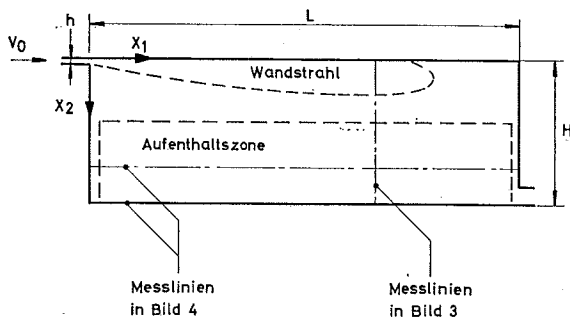 L
h
V0
X1
Wandstrahl
X2
H
Aufenthaltszone
Messlinien
in Bild 4
Messlinien
in Bild 3